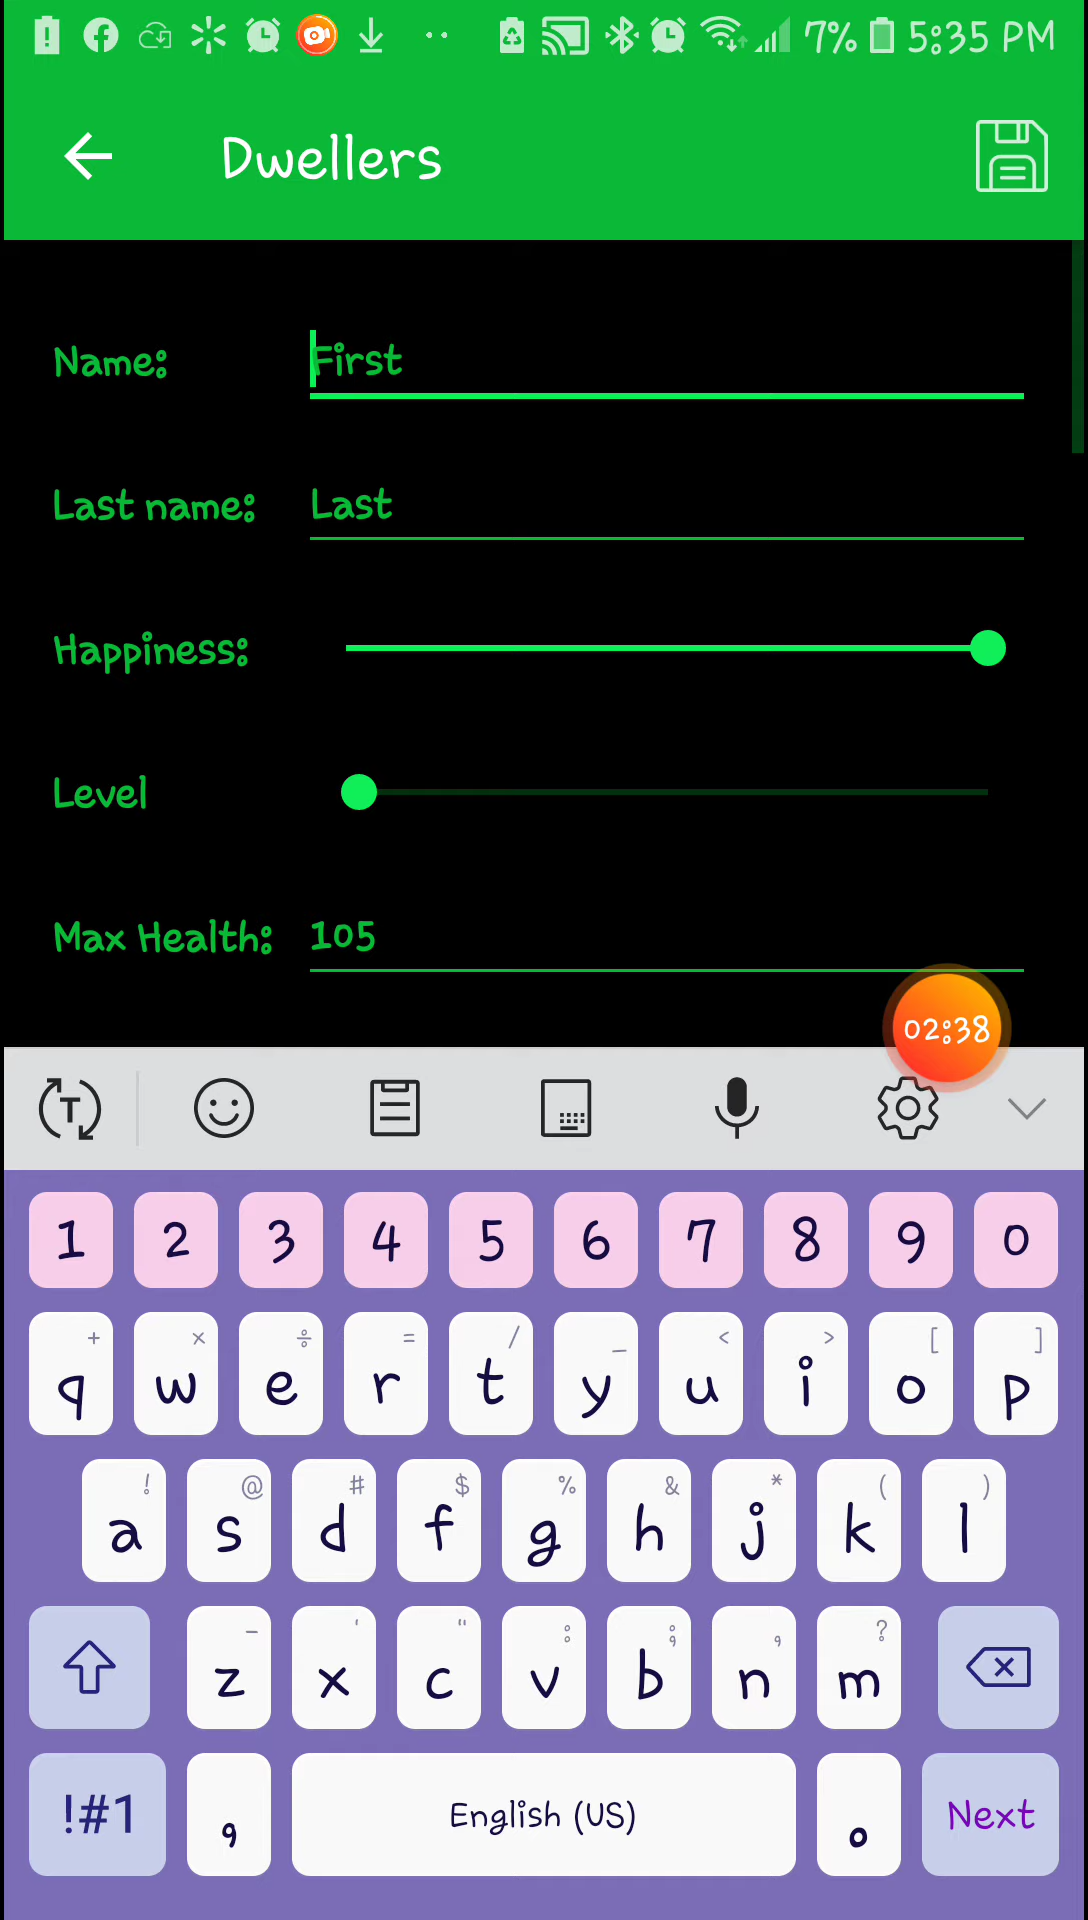 7% 5:35 PM
Dwellers
Name: First
Last name: Last
Happiness:
Level
Max Health: 105
02:38
T
1 2 3 4 5 6 7 8 9 0
+ × ÷ = / _ < > [ ]
q w e r t y u i o p
! @ # $ % & * ( )
a s d f g h j k l
- ' " : ; , ?
z x c v b n m
!#1 , English (US) . Next